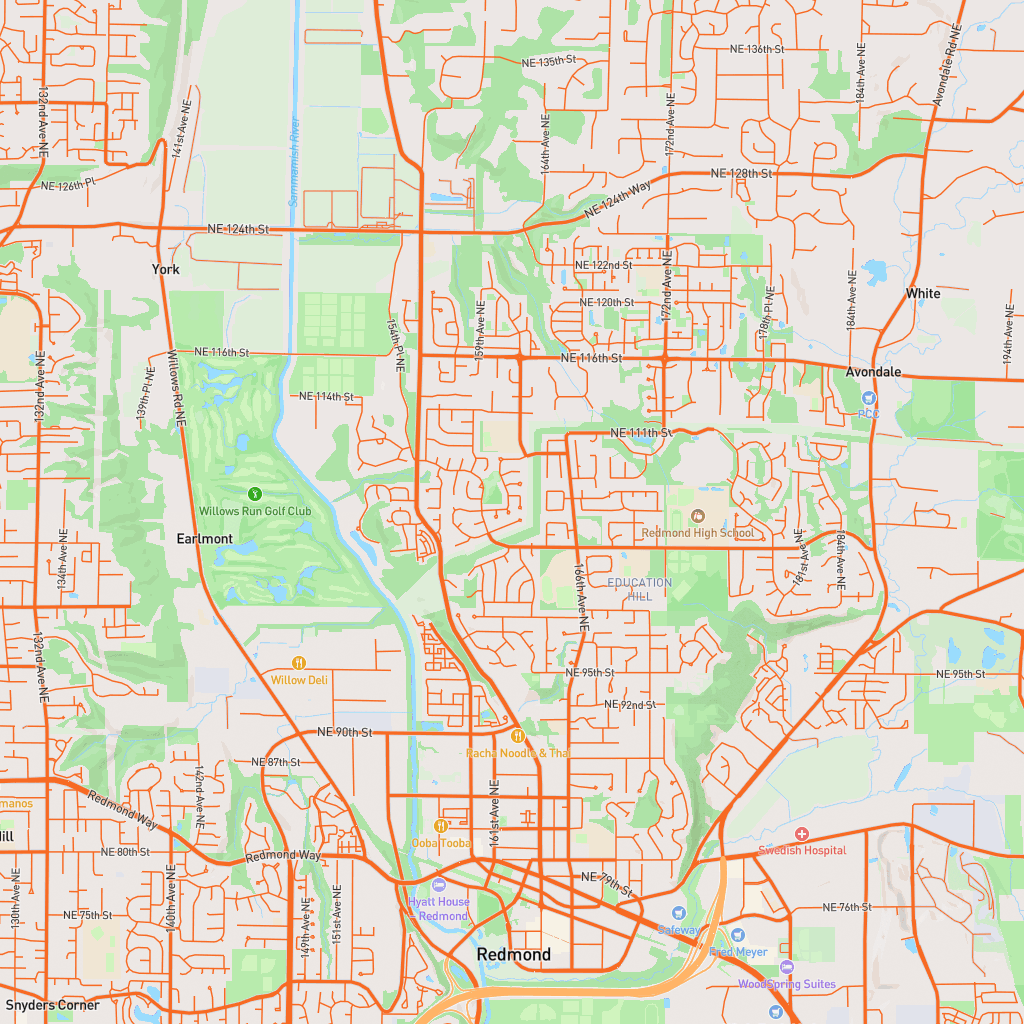 NE 136th St
NE 135th St
Avondale Rd NE
184th Ave NE
132nd Ave NE
141st Ave NE
172nd Ave NE
164th Ave NE
Sammamish River
NE 126th Pl
NE 128th St
NE 124th Way
NE 124th St
York
NE 122nd St
172nd Ave NE
White
184th Ave NE
178th Pl NE
NE 120th St
159th Ave NE
154th Pl NE
194th Ave NE
NE 116th St
NE 116th St
Avondale
132nd Ave NE
Willows Rd NE
139th Pl NE
NE 114th St
PCC
NE 111th St
Willows Run Golf Club
Redmond High School
Earlmont
134th Ave NE
181st Ave NE
184th Ave NE
166th Ave NE
EDUCATION
HILL
132nd Ave NE
Willow Deli
NE 95th St
NE 95th St
NE 92nd St
NE 90th St
Racha Noodle & Thai
NE 87th St
142nd Ave NE
161st Ave NE
manos
Redmond Way
Hill
Ooba Tooba
Swedish Hospital
NE 80th St
Redmond Way
NE 79th St
130th Ave NE
140th Ave NE
149th Ave NE
151st Ave NE
NE 75th St
Hyatt House
– Redmond
NE 76th St
Safeway
Fred Meyer
Redmond
WoodSpring Suites
Snyders Corner